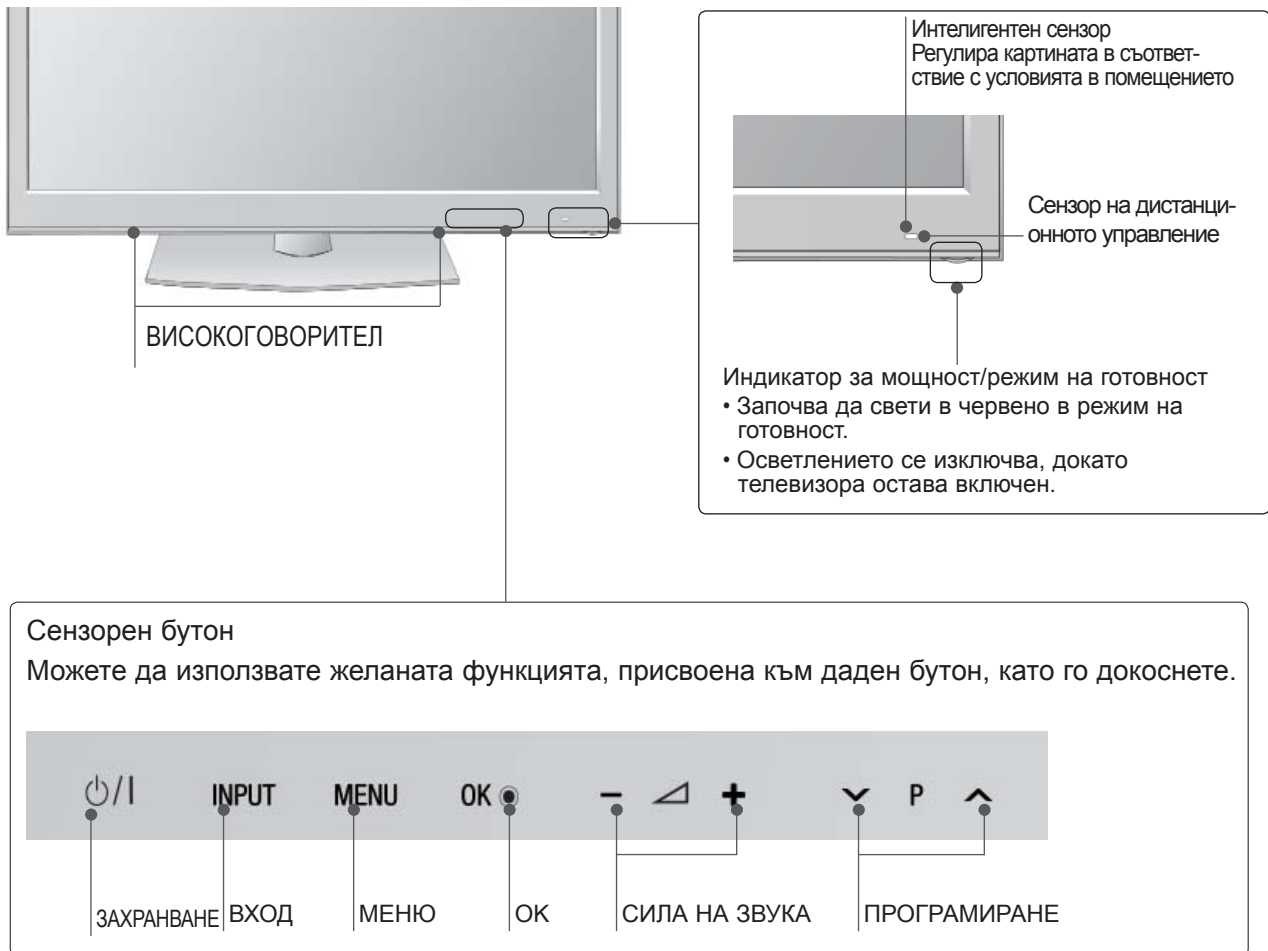 Интелигентен сензор
Регулира картината в съответ-
ствие с условията в помещението
Сензор на дистанци-
онното управление
ВИСОКОГОВОРИТЕЛ
Индикатор за мощност/режим на готовност
• Започва да свети в червено в режим на
готовност.
• Осветлението се изключва, докато
телевизора остава включен.
Сензорен бутон
Можете да използвате желаната функцията, присвоена към даден бутон, като го докоснете.
⏻/I INPUT MENU OK ◉ − ⊿ + ⌄ P ⌃
ЗАХРАНВАНЕ ВХОД МЕНЮ OK СИЛА НА ЗВУКА ПРОГРАМИРАНЕ